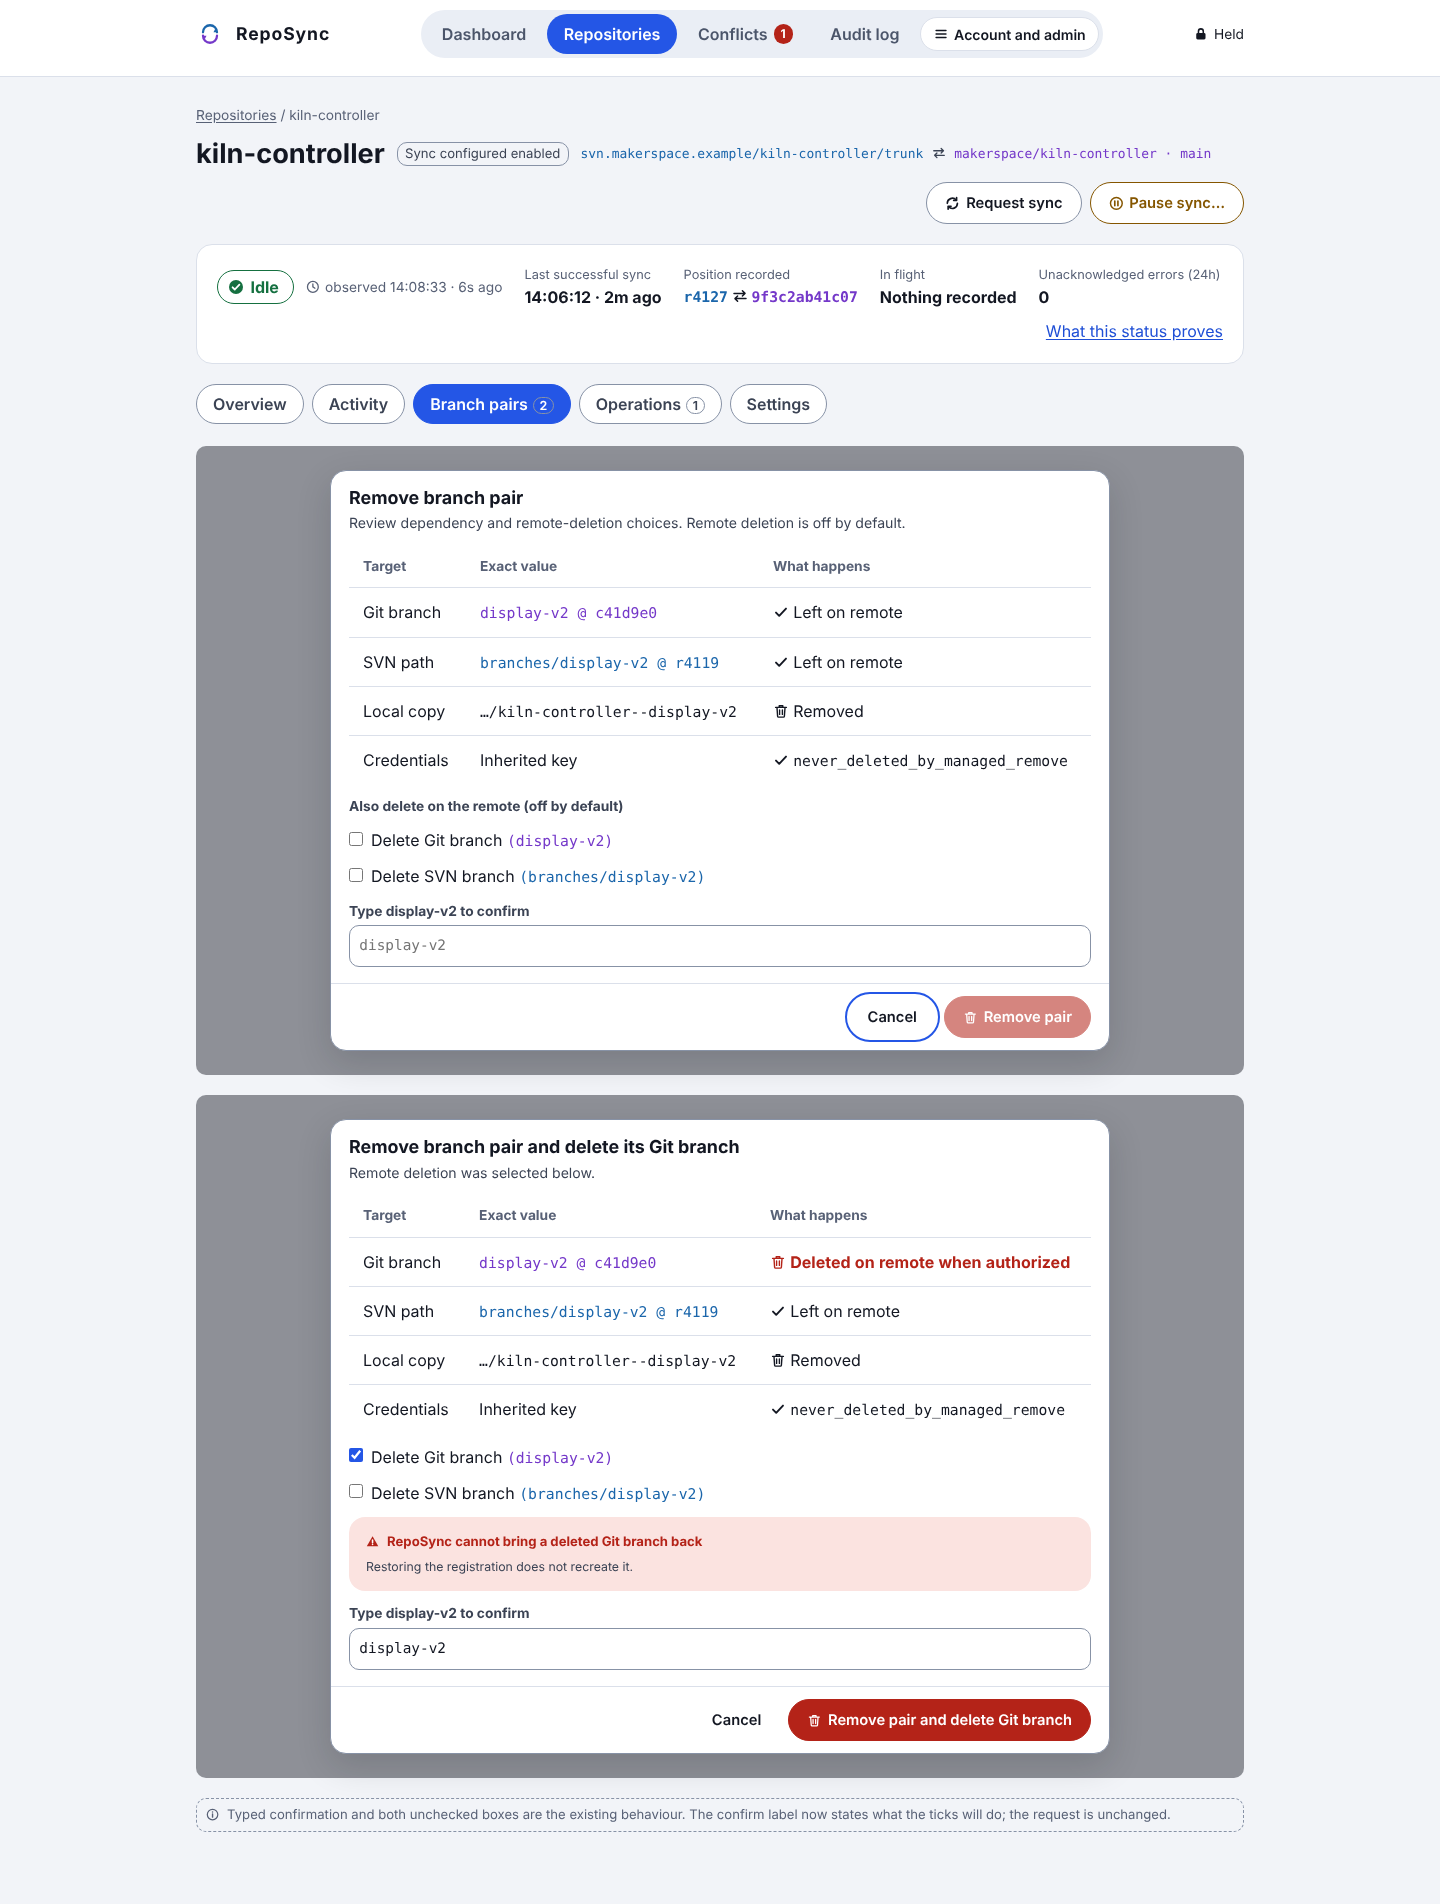 RepoSync
Dashboard
Repositories
Conflicts 1
Audit log
Account and admin
Held
Repositories / kiln-controller
kiln-controller
Sync configured enabled
svn.makerspace.example/kiln-controller/trunk ⇄ makerspace/kiln-controller · main
Request sync
Pause sync...
Idle
observed 14:08:33 · 6s ago
Last successful sync
14:06:12 · 2m ago
Position recorded
r4127 ⇄ 9f3c2ab41c07
In flight
Nothing recorded
Unacknowledged errors (24h)
0
What this status proves
Overview
Activity
Branch pairs 2
Operations 1
Settings
Remove branch pair
Review dependency and remote-deletion choices. Remote deletion is off by default.
Target Exact value What happens
Git branch display-v2 @ c41d9e0 Left on remote
SVN path branches/display-v2 @ r4119 Left on remote
Local copy …/kiln-controller--display-v2 Removed
Credentials Inherited key never_deleted_by_managed_remove
Also delete on the remote (off by default)
Delete Git branch (display-v2)
Delete SVN branch (branches/display-v2)
Type display-v2 to confirm
display-v2
Cancel
Remove pair
Remove branch pair and delete its Git branch
Remote deletion was selected below.
Target Exact value What happens
Git branch display-v2 @ c41d9e0 Deleted on remote when authorized
SVN path branches/display-v2 @ r4119 Left on remote
Local copy …/kiln-controller--display-v2 Removed
Credentials Inherited key never_deleted_by_managed_remove
Delete Git branch (display-v2)
Delete SVN branch (branches/display-v2)
RepoSync cannot bring a deleted Git branch back
Restoring the registration does not recreate it.
Type display-v2 to confirm
display-v2
Cancel
Remove pair and delete Git branch
Typed confirmation and both unchecked boxes are the existing behaviour. The confirm label now states what the ticks will do; the request is unchanged.